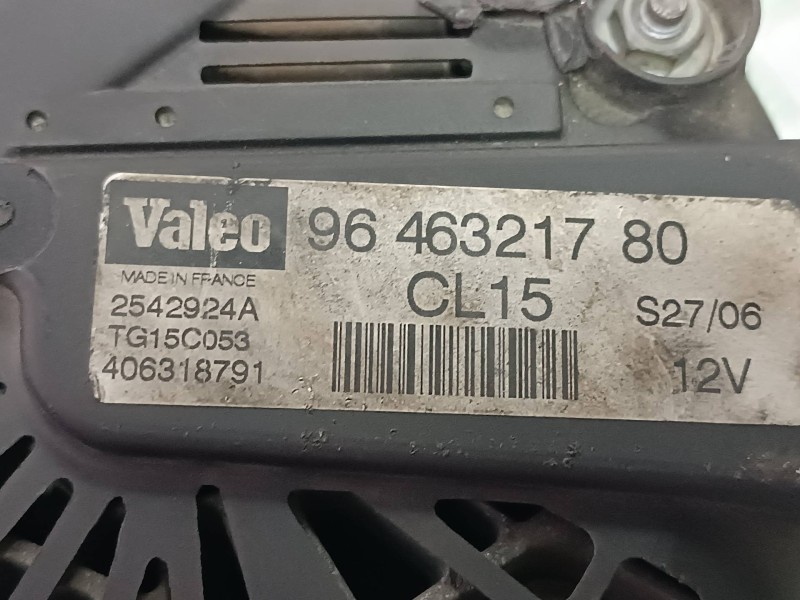 Valeo 96 463217 80
MADE IN FRANCE CL15
2542924A S27/06
TG15C053
406318791 12V